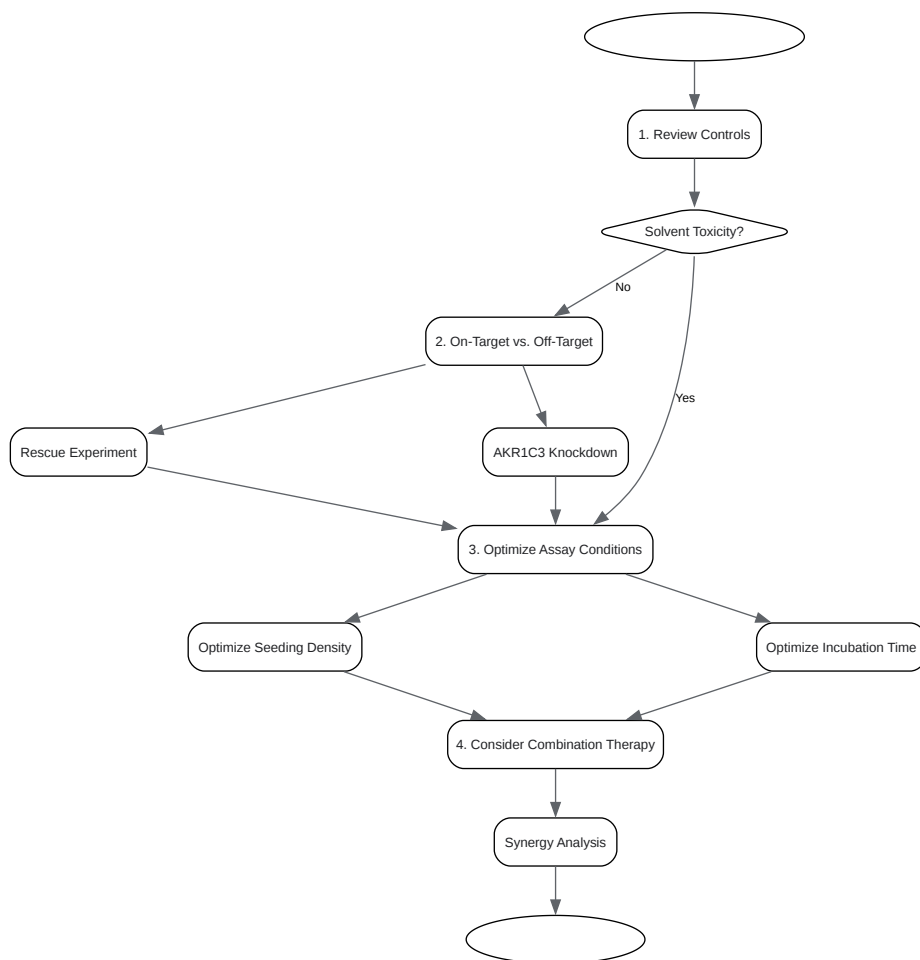 1. Review Controls
Solvent Toxicity?
No
2. On-Target vs. Off-Target
Yes
Rescue Experiment
AKR1C3 Knockdown
3. Optimize Assay Conditions
Optimize Seeding Density
Optimize Incubation Time
4. Consider Combination Therapy
Synergy Analysis